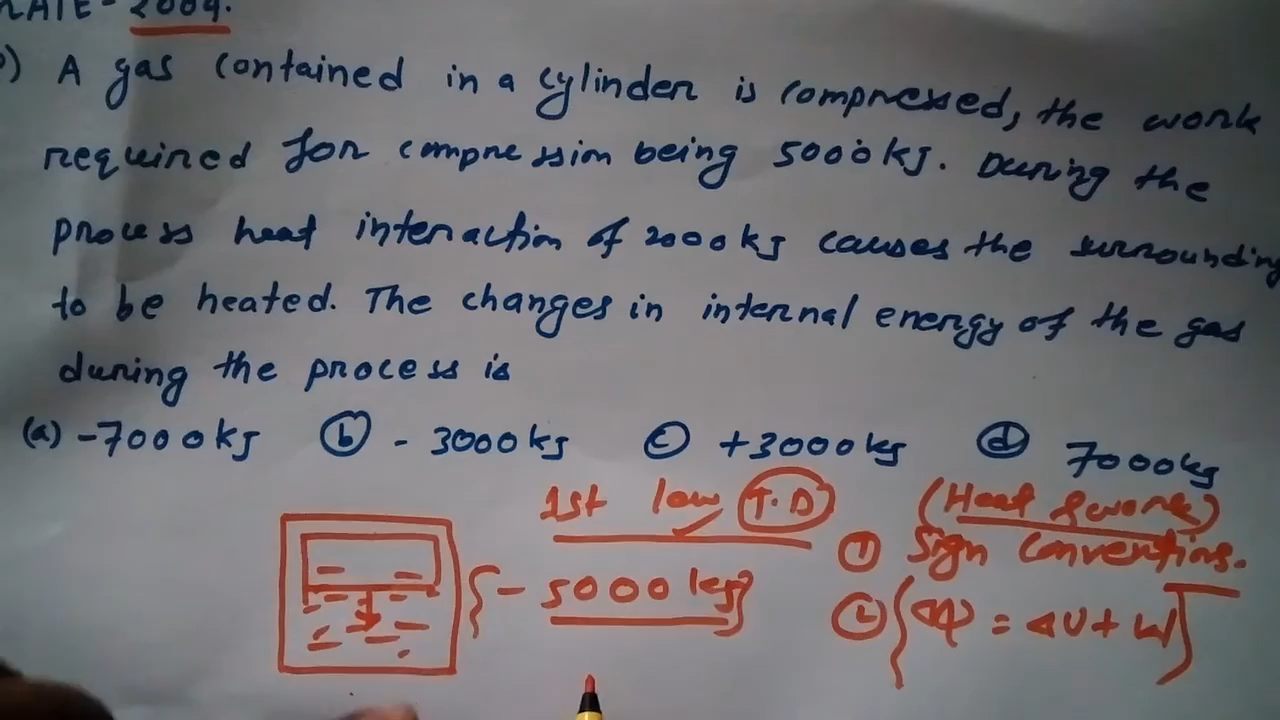 GATE-2004.
A gas contained in a cylinder is compressed, the work
required for compression being 5000kJ. During the
process heat interaction of 2000kJ causes the surrounding
to be heated. The changes in internal energy of the gas
during the process is
(a) -7000kJ (b) -3000kJ (c) +3000kJ (d) 7000kJ
1st law T.D (Heat & work)
① Sign Conventions.
- 5000 kJ
② ΔQ = ΔU + W